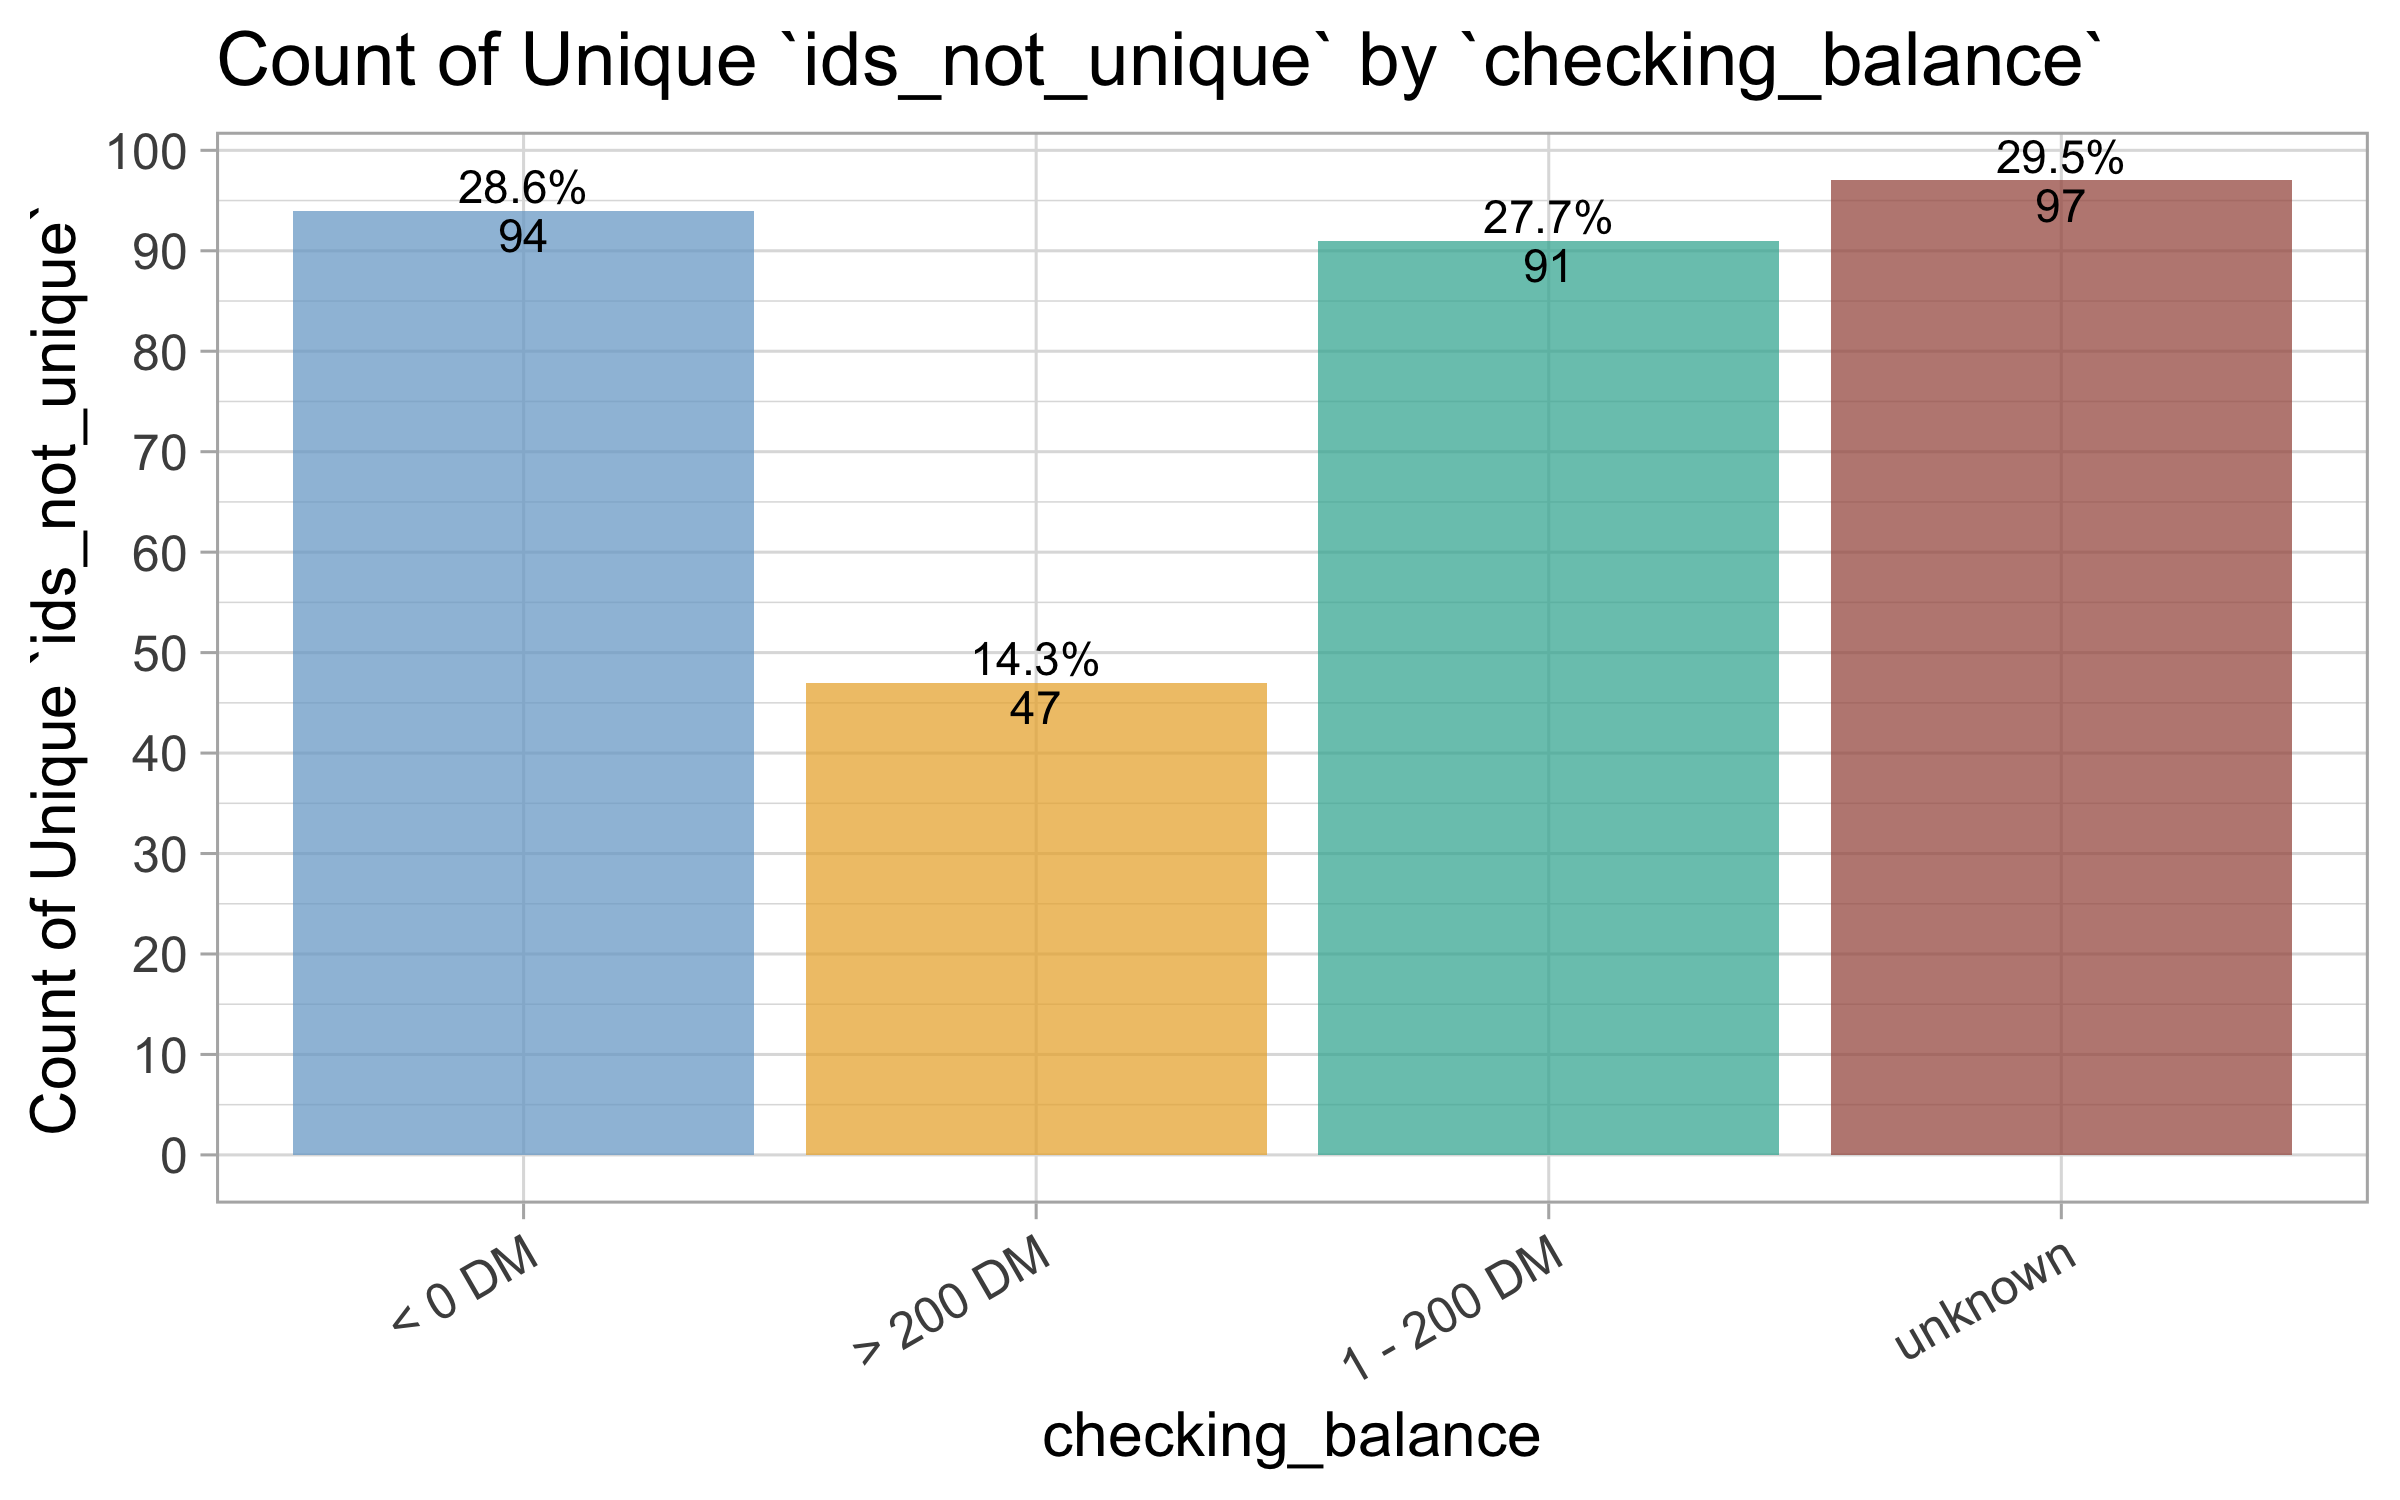 Count of Unique `ids_not_unique` by `checking_balance`
Count of Unique `ids_not_unique`
100
90
80
70
60
50
40
30
20
10
0
28.6%
94
14.3%
47
27.7%
91
29.5%
97
< 0 DM
> 200 DM
1 - 200 DM
unknown
checking_balance